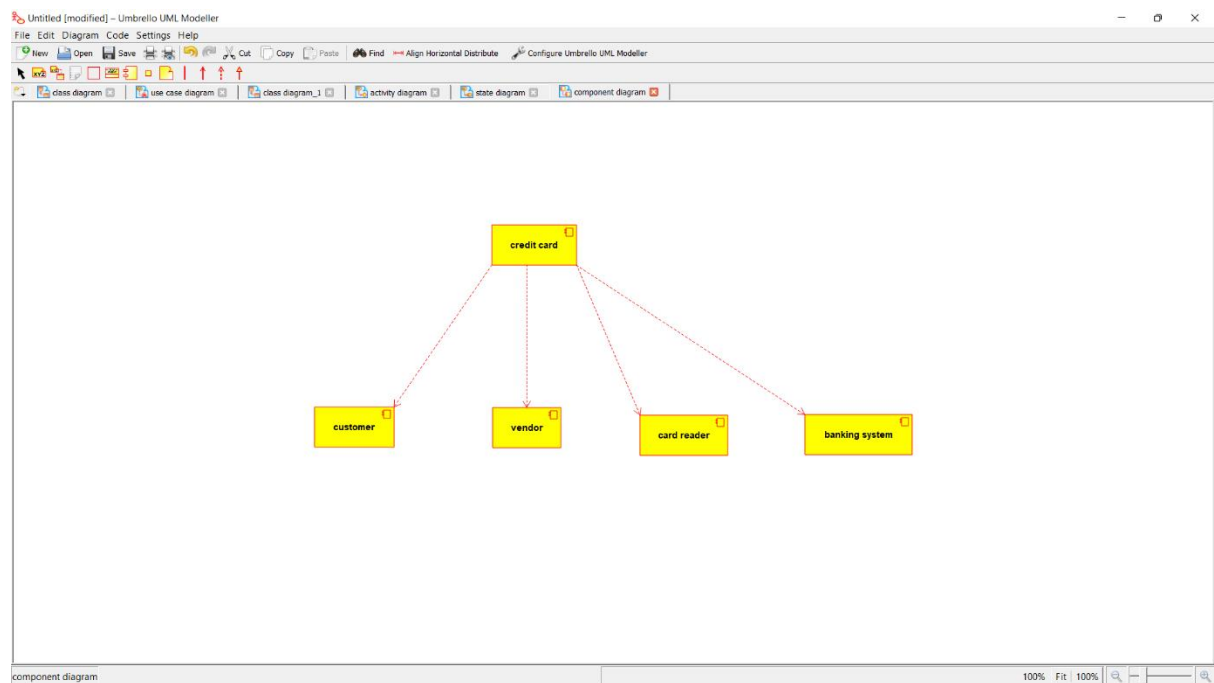 Untitled [modified] – Umbrello UML Modeller
File Edit Diagram Code Settings Help
New Open Save Cut Copy Paste Find Align Horizontal Distribute Configure Umbrello UML Modeller
class diagram use case diagram class diagram_1 activity diagram state diagram component diagram
credit card
customer vendor card reader banking system
component diagram 100% Fit 100%